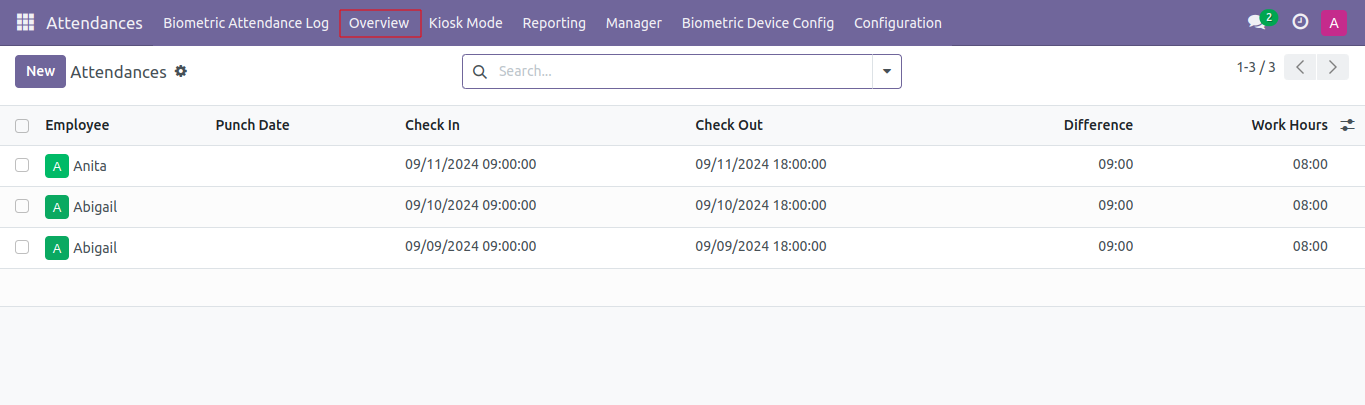 Attendances Biometric Attendance Log Overview Kiosk Mode Reporting Manager Biometric Device Config Configuration 2 A
New Attendances Search... 1-3 / 3
Employee Punch Date Check In Check Out Difference Work Hours
A Anita 09/11/2024 09:00:00 09/11/2024 18:00:00 09:00 08:00
A Abigail 09/10/2024 09:00:00 09/10/2024 18:00:00 09:00 08:00
A Abigail 09/09/2024 09:00:00 09/09/2024 18:00:00 09:00 08:00